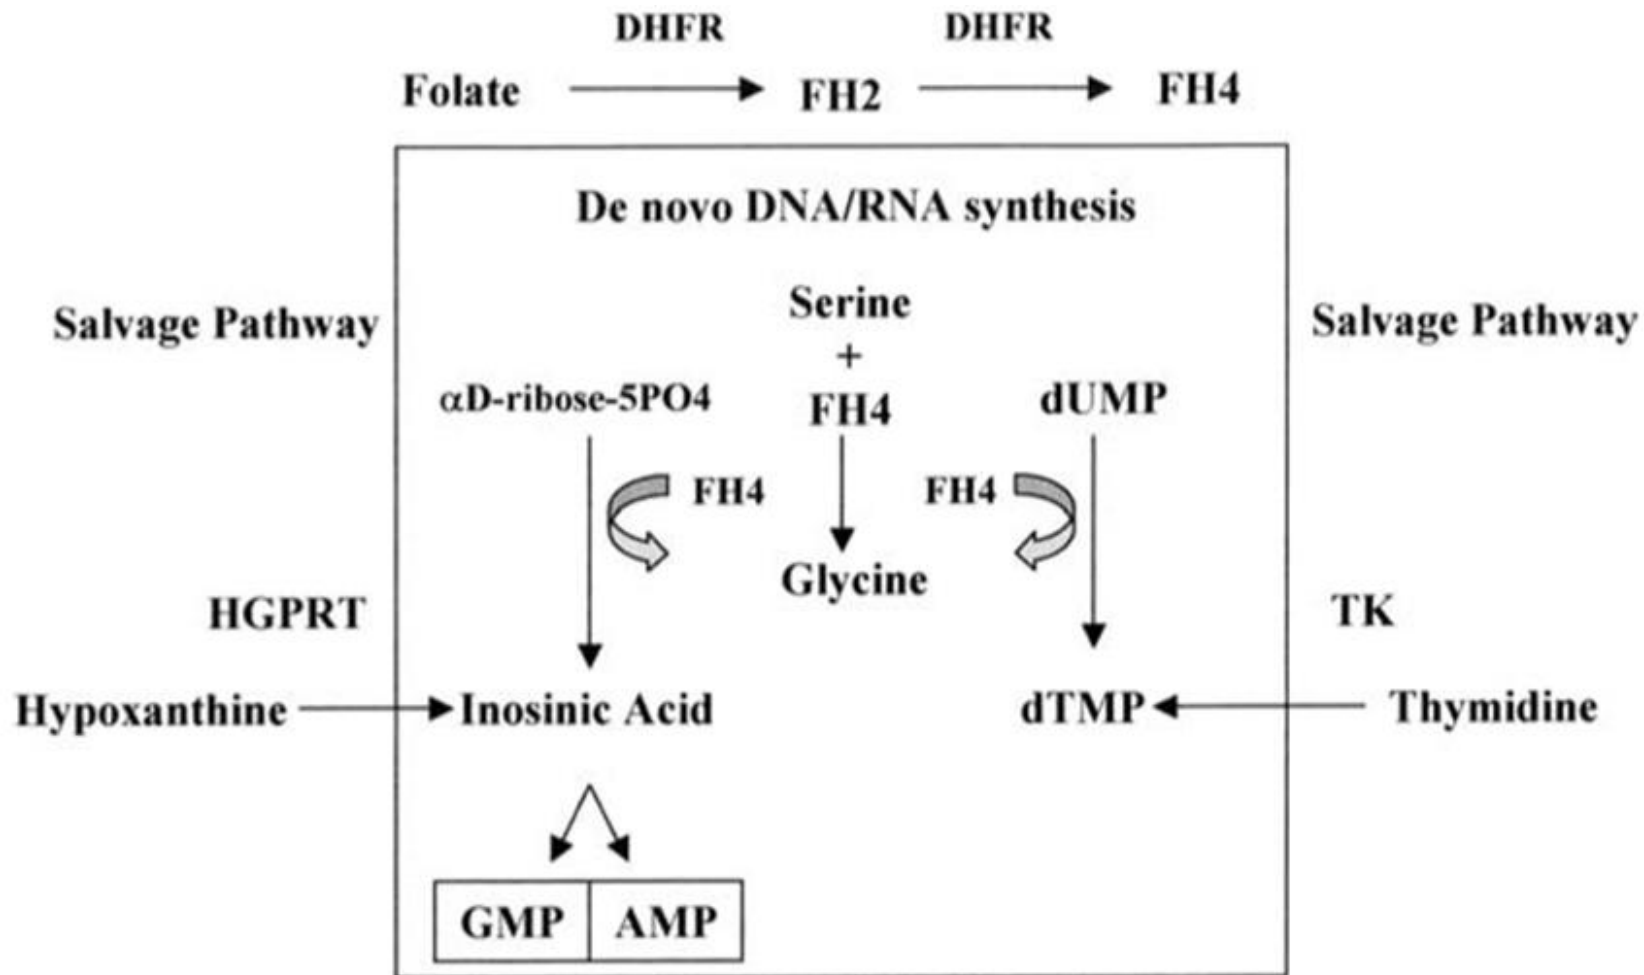 DHFR DHFR
Folate FH2 FH4
De novo DNA/RNA synthesis
Salvage Pathway
Serine
+
FH4
Salvage Pathway
αD-ribose-5PO4
dUMP
FH4
FH4
Glycine
HGPRT
TK
Hypoxanthine
Inosinic Acid
dTMP
Thymidine
GMP AMP